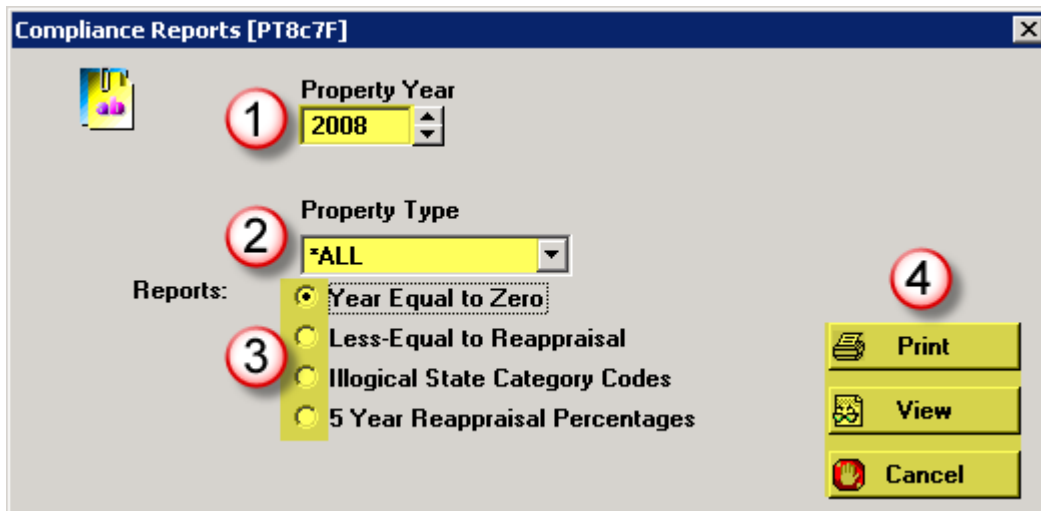 Compliance Reports [PT8c7F]
ab
Property Year
1
2008
Property Type
2
*ALL
Reports:
Year Equal to Zero
3
Less-Equal to Reappraisal
Illogical State Category Codes
5 Year Reappraisal Percentages
4
Print
View
Cancel